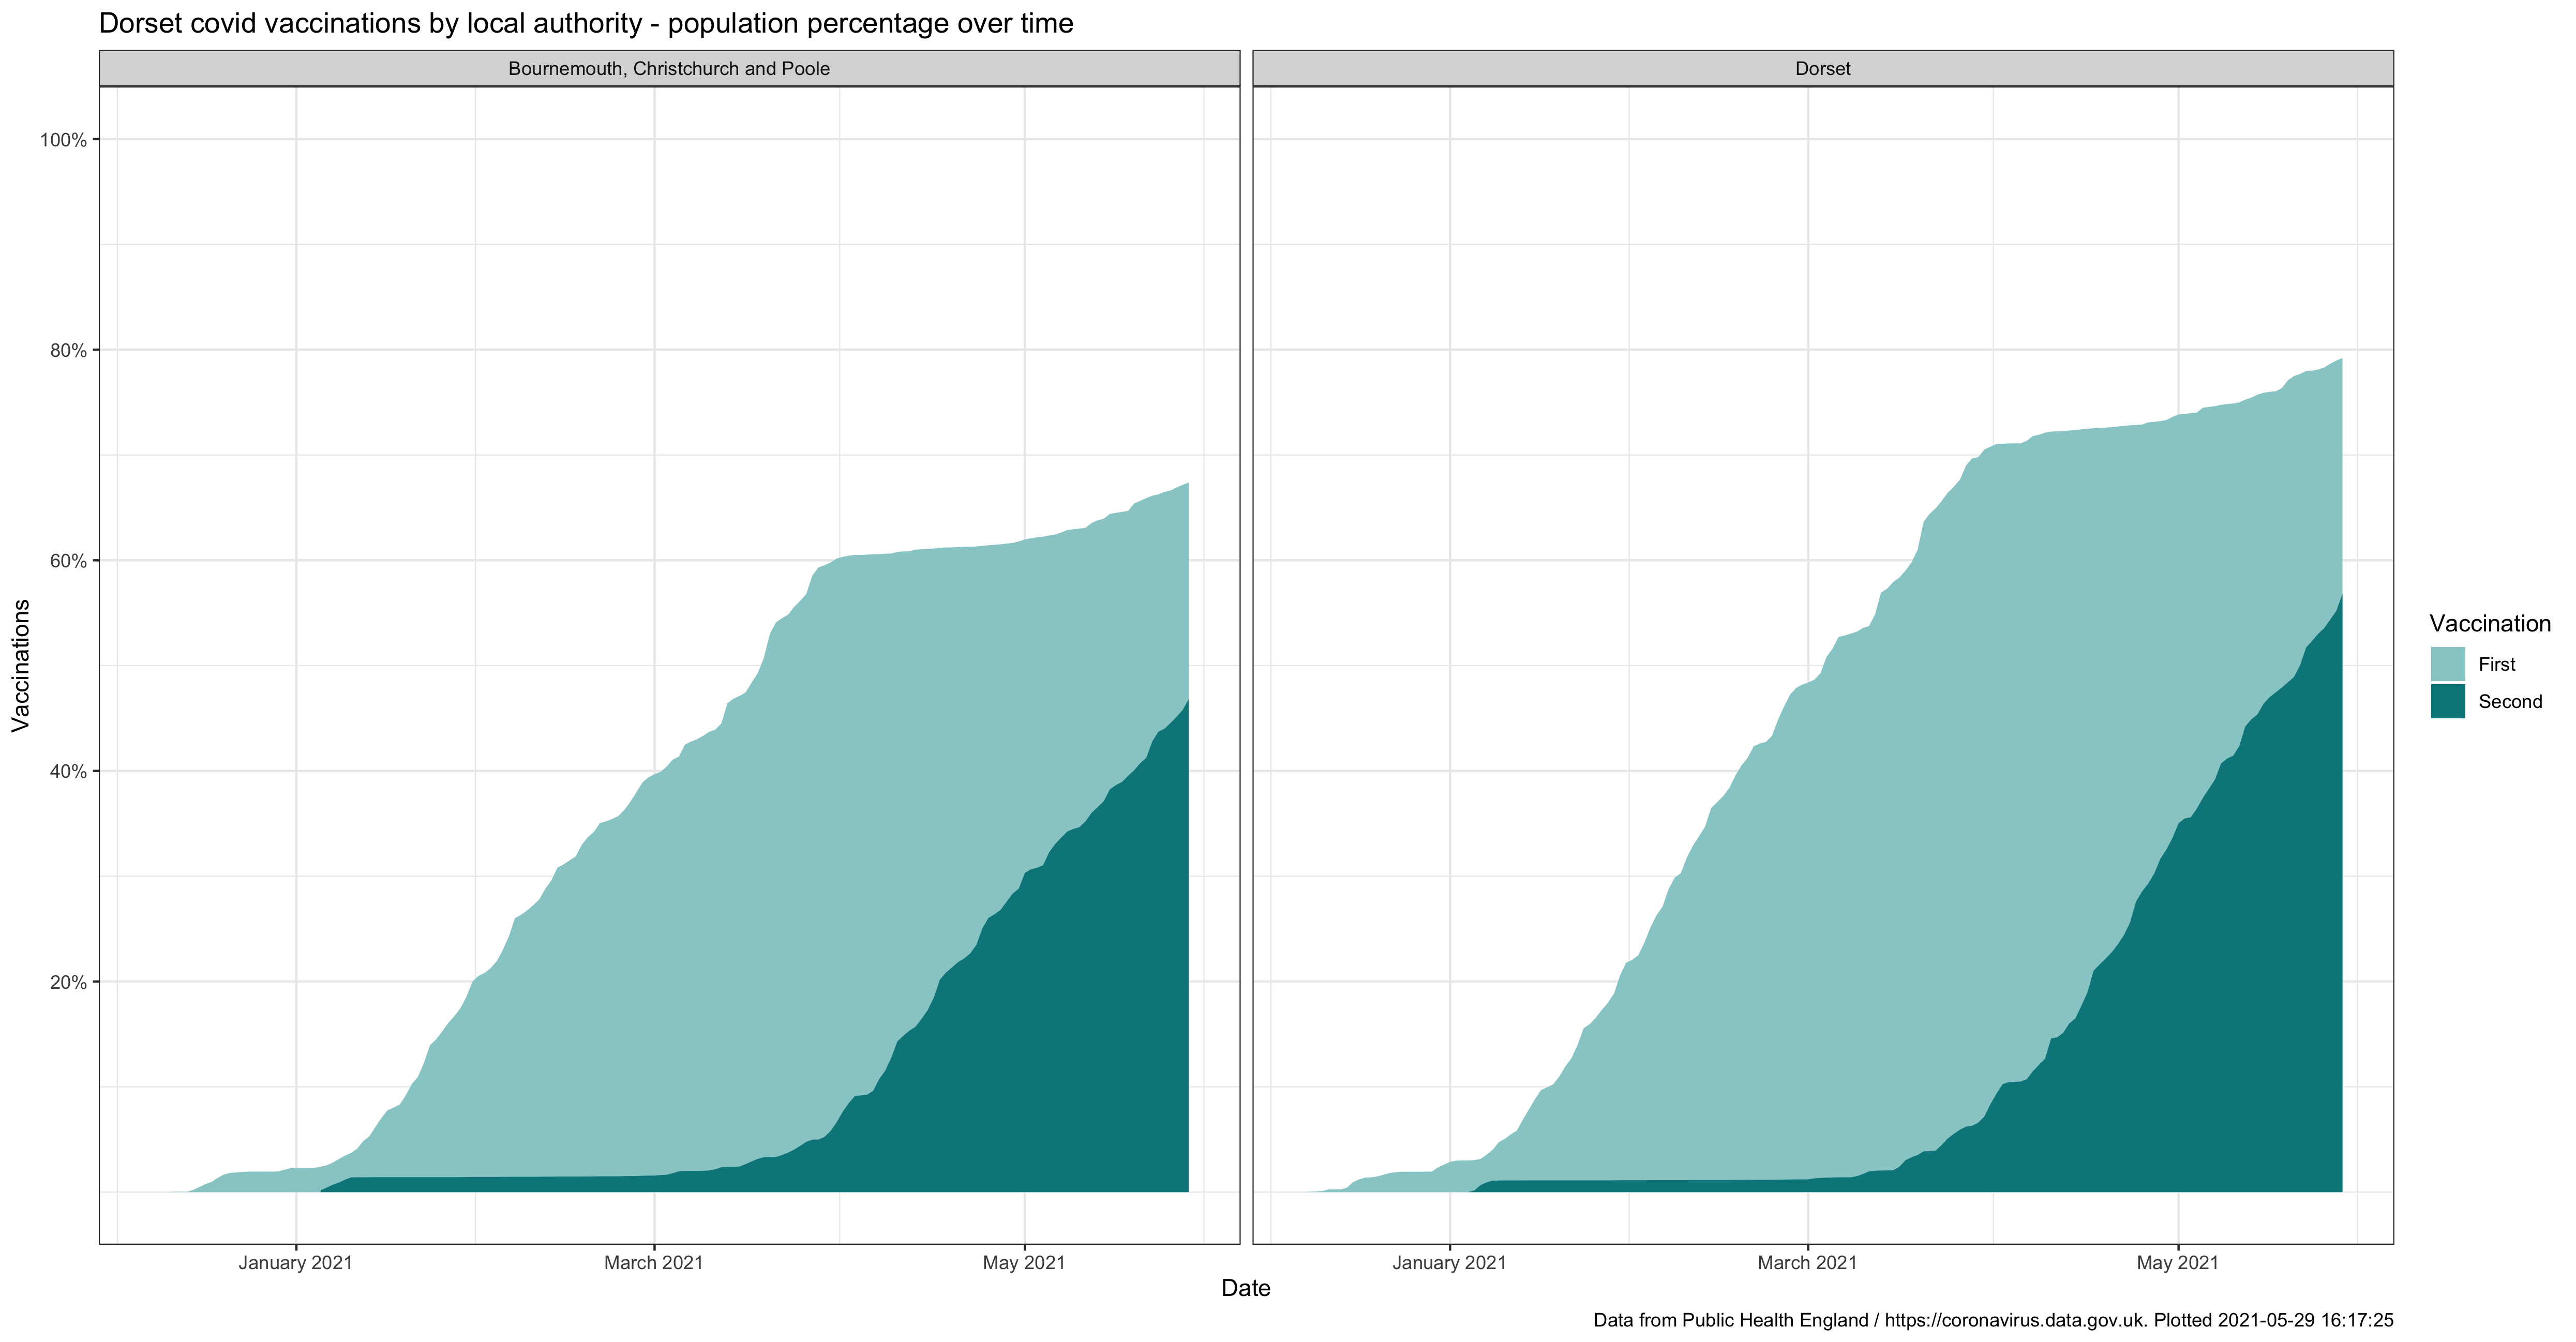 Dorset covid vaccinations by local authority - population percentage over time
Bournemouth, Christchurch and Poole
Dorset
100%
80%
60%
40%
20%
Vaccinations
January 2021
March 2021
May 2021
January 2021
March 2021
May 2021
Date
Vaccination
First
Second
Data from Public Health England / https://coronavirus.data.gov.uk. Plotted 2021-05-29 16:17:25